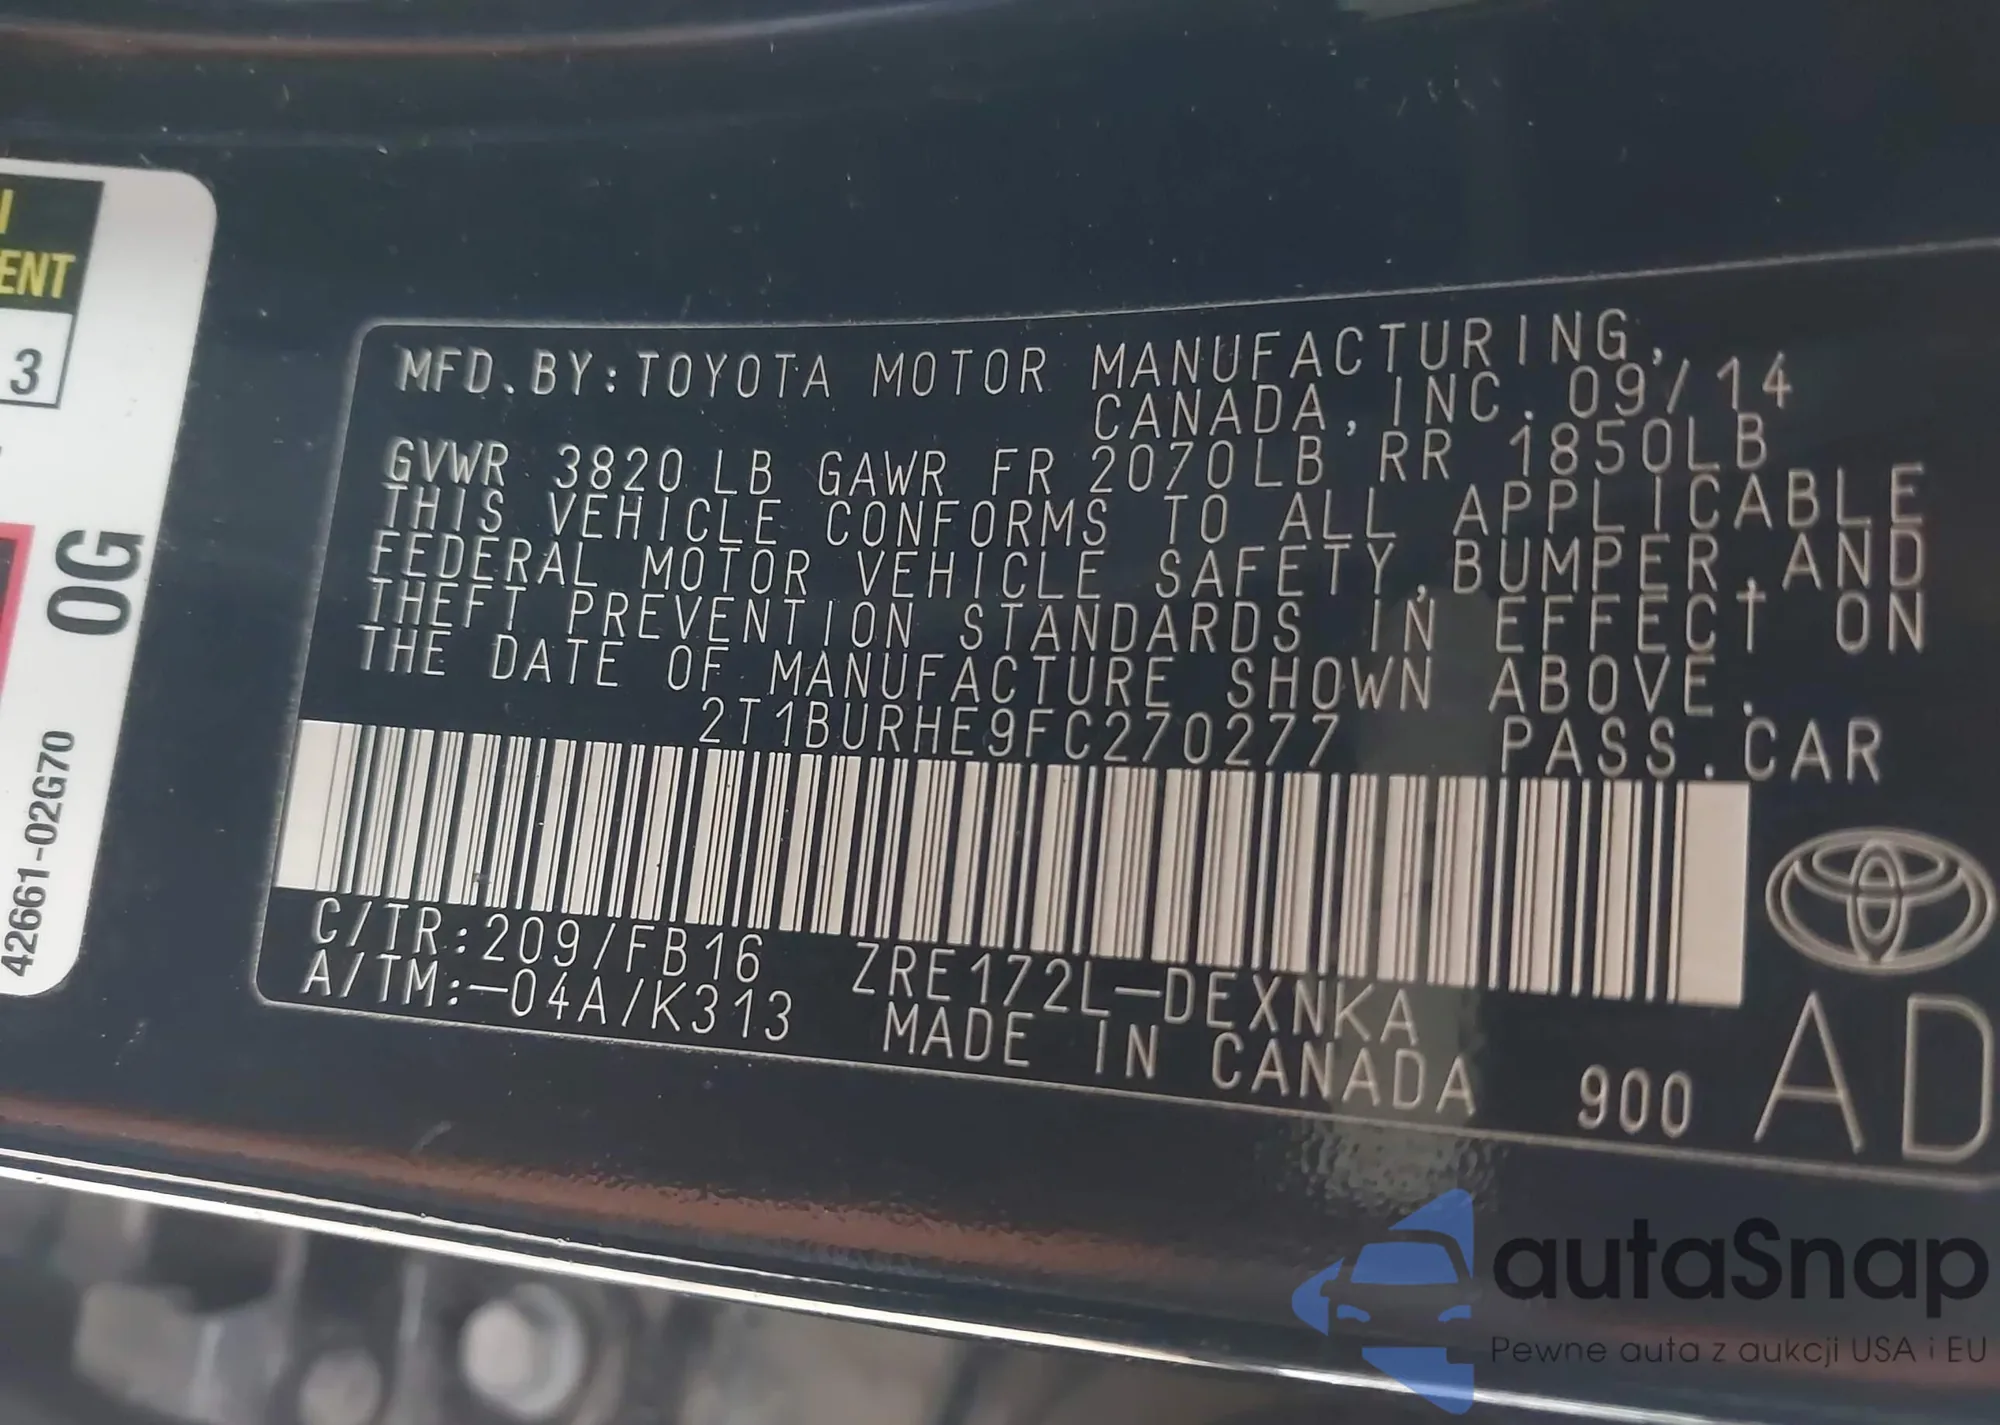 I
ENT
3
0G
42661-02G70
MFD. BY: TOYOTA MOTOR MANUFACTURING,
CANADA, INC. 09/14
GVWR 3820 LB GAWR FR 2070LB RR 1850LB
THIS VEHICLE CONFORMS TO ALL APPLICABLE
FEDERAL MOTOR VEHICLE SAFETY, BUMPER, AND
THEFT PREVENTION STANDARDS IN EFFECT ON
THE DATE OF MANUFACTURE SHOWN ABOVE.
2T1BURHE9FC270277 PASS. CAR
C/TR: 209/FB16 ZRE172L-DEXNKA
A/TM:-04A/K313 MADE IN CANADA 900 AD
autaSnap
Pewne auta z aukcji USA i EU